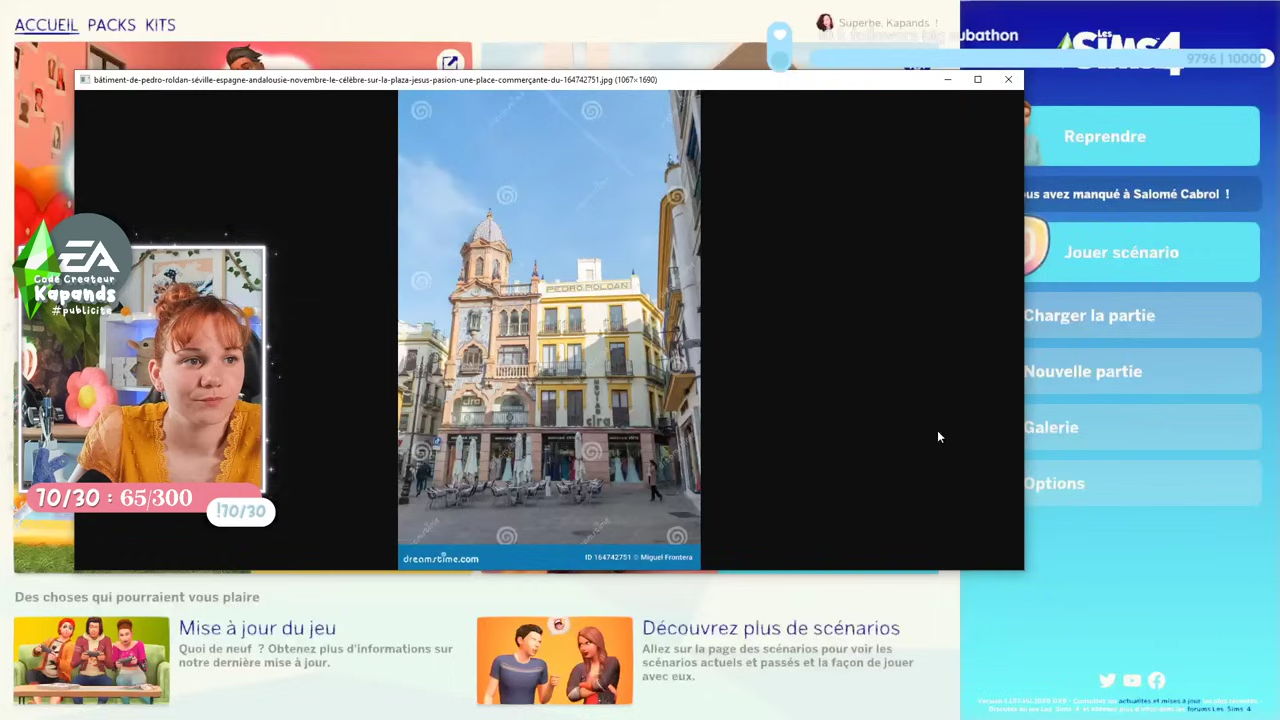 ACCUEIL PACKS KITS
Superbe, Kapands !
bâtiment-de-pedro-roldan-séville-espagne-andalousie-novembre-le-célèbre-sur-la-plaza-jesus-pasion-une-place-commerçante-du-164742751.jpg (1067×1690)
Les
SiMS 4
9796 | 10000
Reprendre
us avez manqué à Salomé Cabrol !
Jouer scénario
Charger la partie
Nouvelle partie
Galerie
Options
EA
Code Créateur
Kapands
#publicité
70/30 : 65/300
!70/30
PEDRO ROLDAN
dreamstime.com
ID 164742751 © Miguel Frontera
Des choses qui pourraient vous plaire
Mise à jour du jeu
Quoi de neuf ? Obtenez plus d'informations sur
notre dernière mise à jour.
Découvrez plus de scénarios
Allez sur la page des scénarios pour voir les
scénarios actuels et passés et la façon de jouer
avec eux.